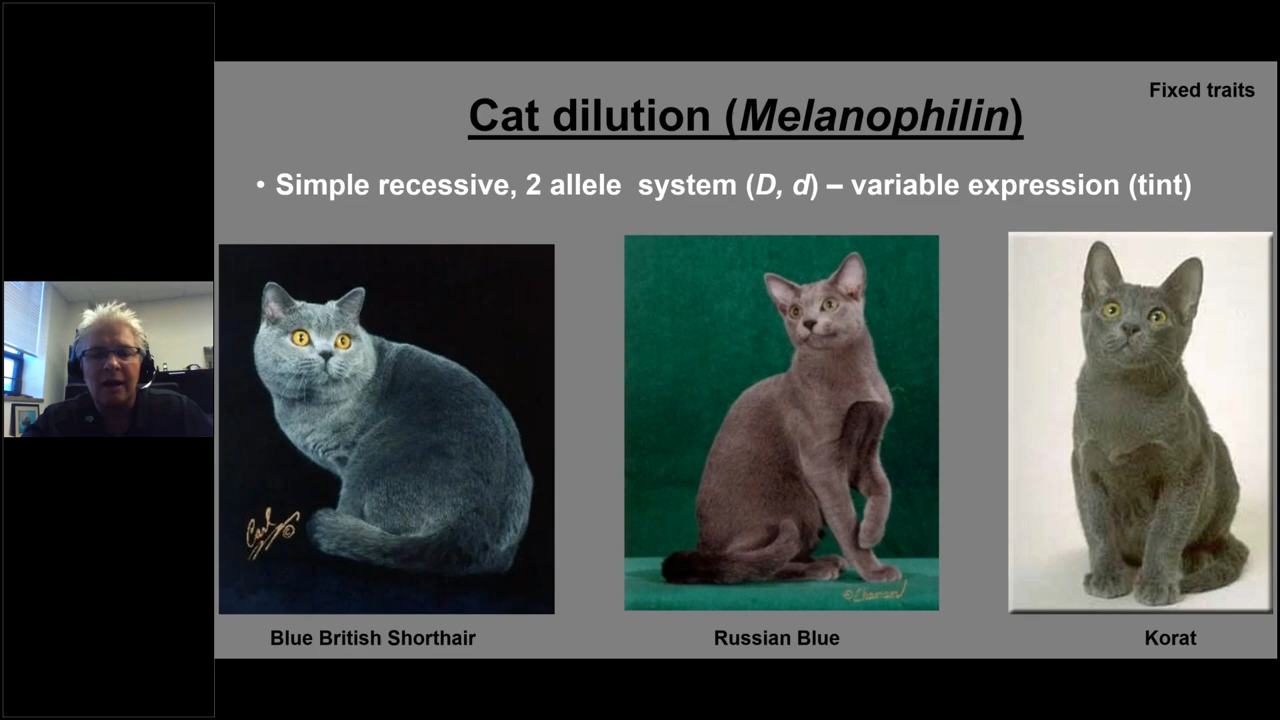 Fixed traits
Cat dilution (Melanophilin)
• Simple recessive, 2 allele system (D, d) – variable expression (tint)
Carl ©
Blue British Shorthair
Russian Blue
Korat